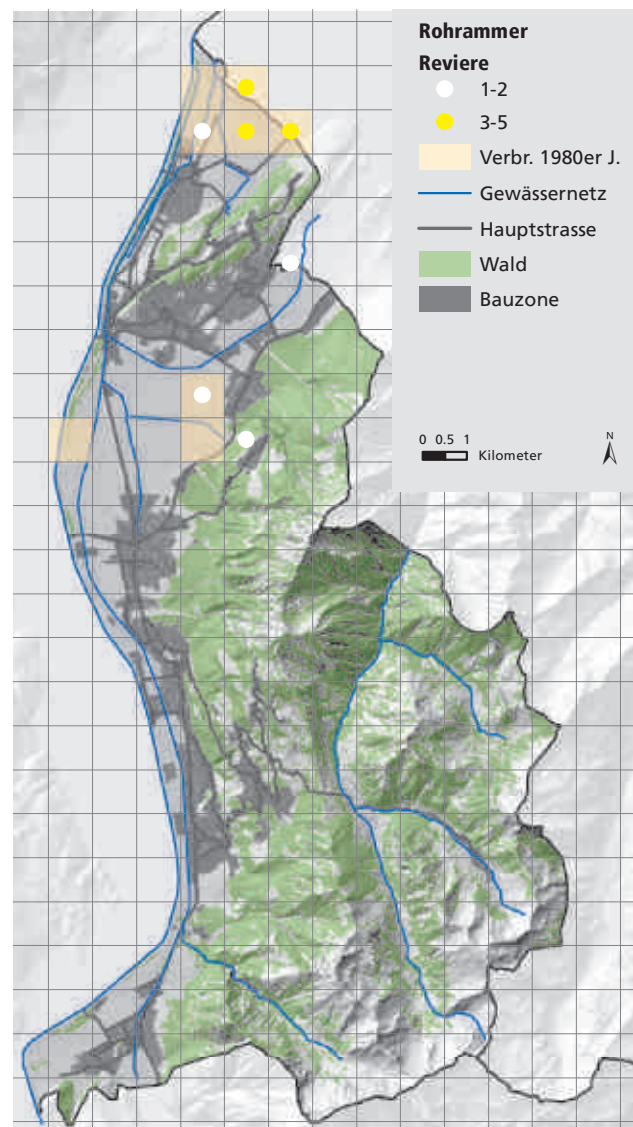 Rohrammer
Reviere
1-2
3-5
Verbr. 1980er J.
Gewässernetz
Hauptstrasse
Wald
Bauzone
0 0.5 1
Kilometer
N